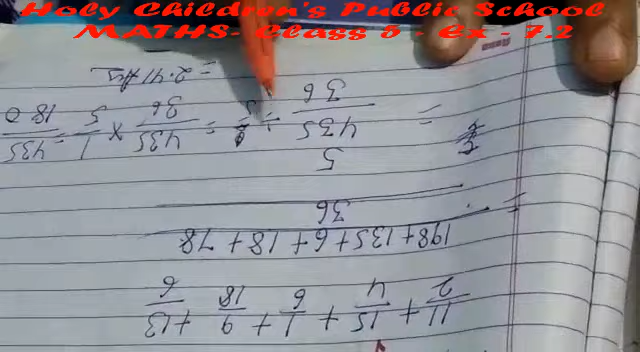 Holy Children's Public School
MATHS- Class 5 - Ex - 7.2
11/2 + 15/4 + 1/6 + 9/18 + 13/6
= 198+135+6+18+78
36
5
= 435/36 ÷ 5 = 435/36 × 1/5 = 435/180
= 2.41 Ans